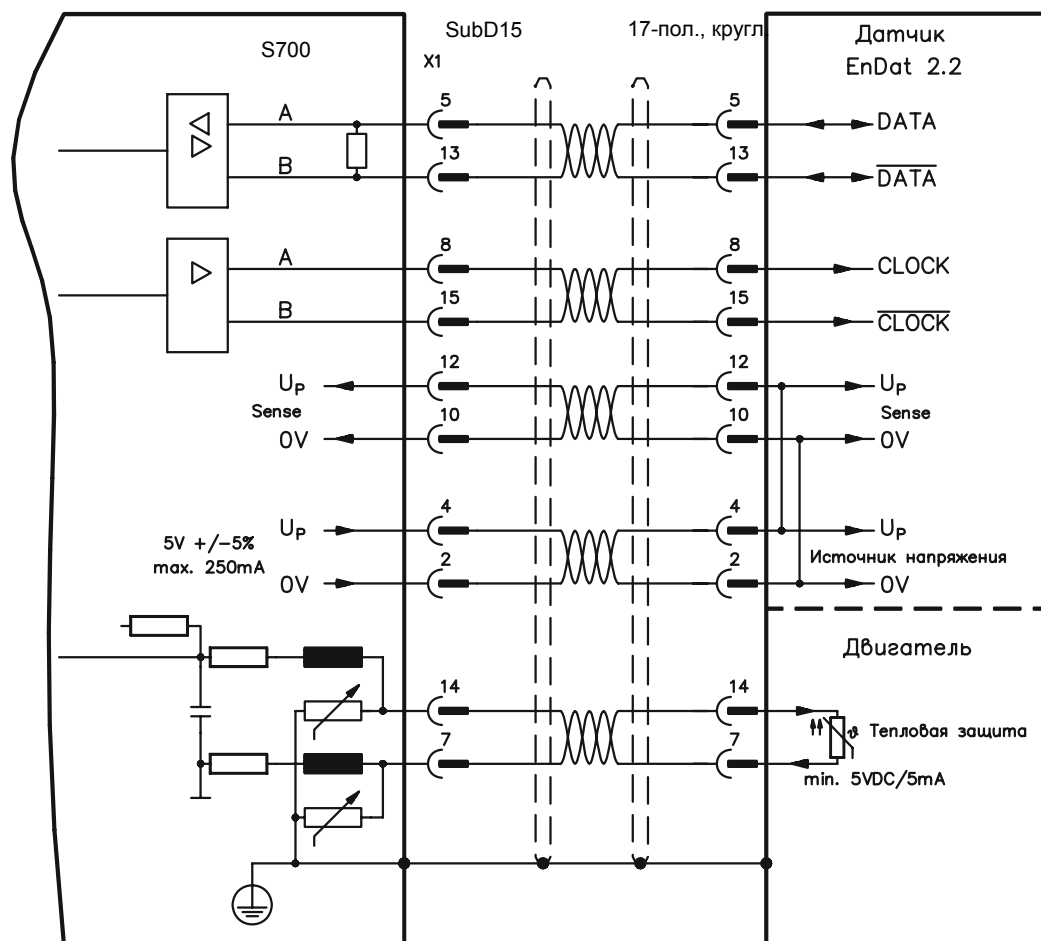 S700
SubD15
17-пол., кругл
Датчик
EnDat 2.2
X1
A
5
5
DATA
B
13
13
DATA
A
8
8
CLOCK
B
15
15
CLOCK
UP
12
12
UP
Sense
Sense
0V
10
10
0V
5V +/-5%
max. 250mA
UP
4
4
UP
Источник напряжения
0V
2
2
0V
Двигатель
14
14
ϑ Тепловая защита
7
7
min. 5VDC/5mA